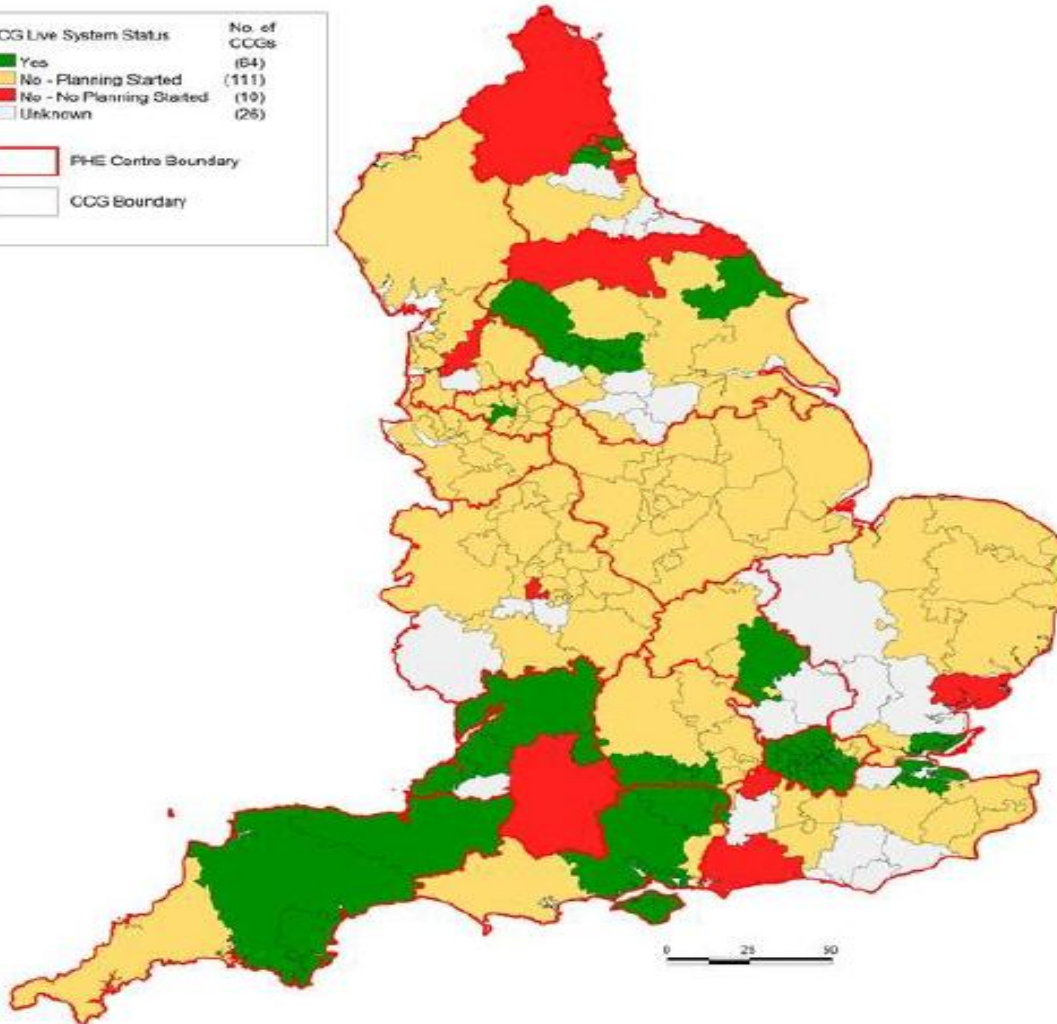 CG Live System Status No. of
CCGs
Yes (64)
No - Planning Started (111)
No - No Planning Started (10)
Unknown (26)
PHE Centre Boundary
CCG Boundary
0 25 50